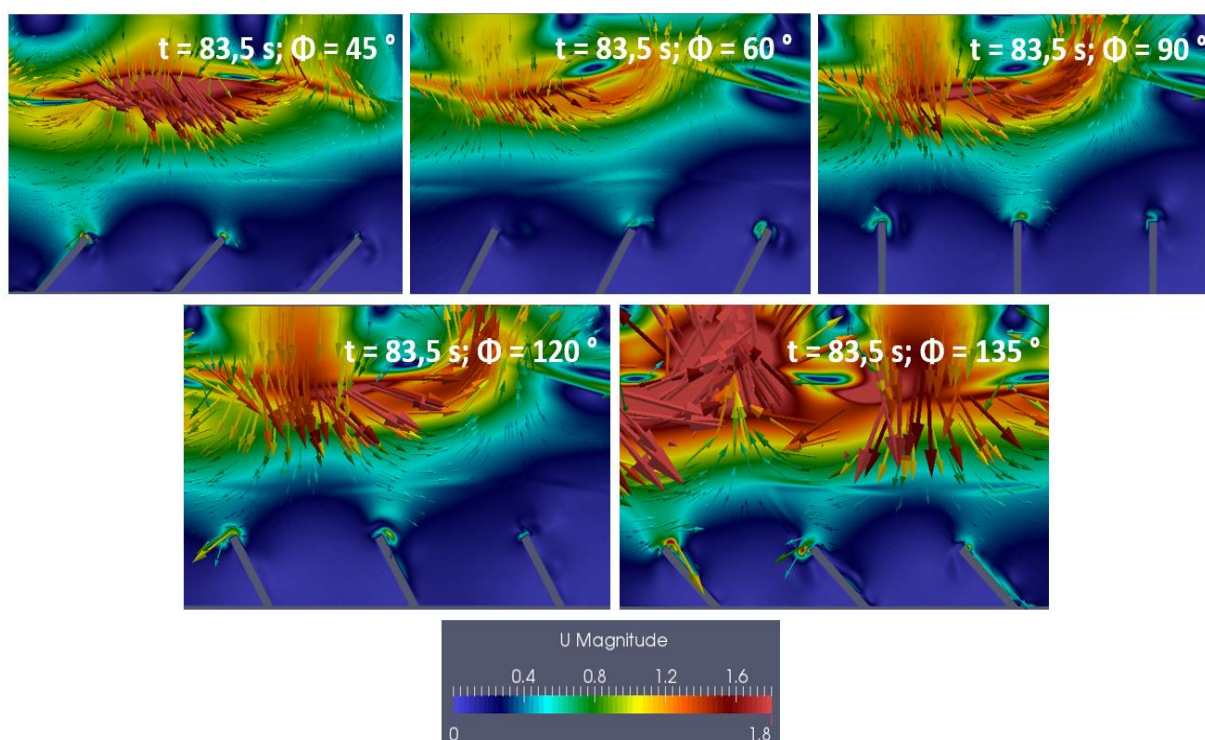 t = 83,5 s; Φ = 45 °
t = 83,5 s; Φ = 60 °
t = 83,5 s; Φ = 90 °
t = 83,5 s; Φ = 120 °
t = 83,5 s; Φ = 135 °
U Magnitude
0.4 0.8 1.2 1.6
0 1.8